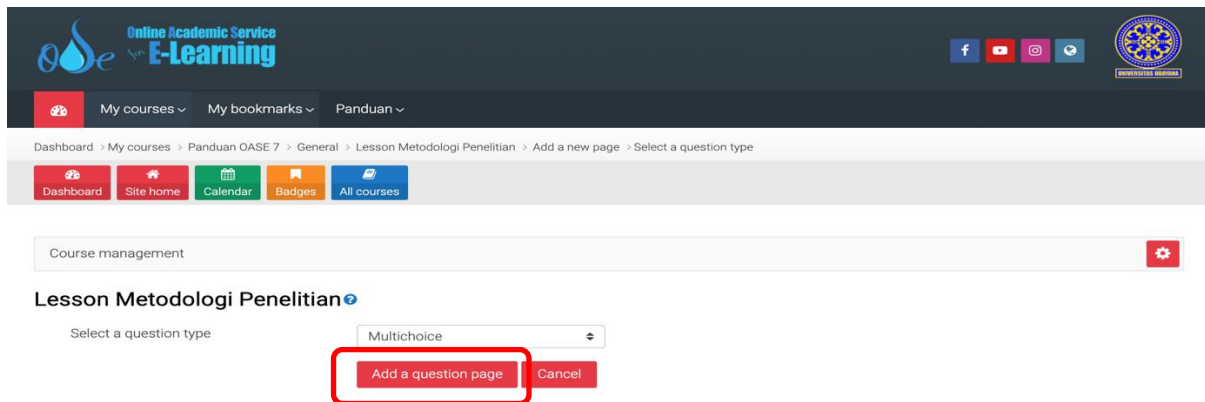 Online Academic Service
OASe for E-Learning
UNIVERSITAS UDAYANA
My courses My bookmarks Panduan
Dashboard > My courses > Panduan OASE 7 > General > Lesson Metodologi Penelitian > Add a new page > Select a question type
Dashboard Site home Calendar Badges All courses
Course management
Lesson Metodologi Penelitian
Select a question type Multichoice
Add a question page Cancel